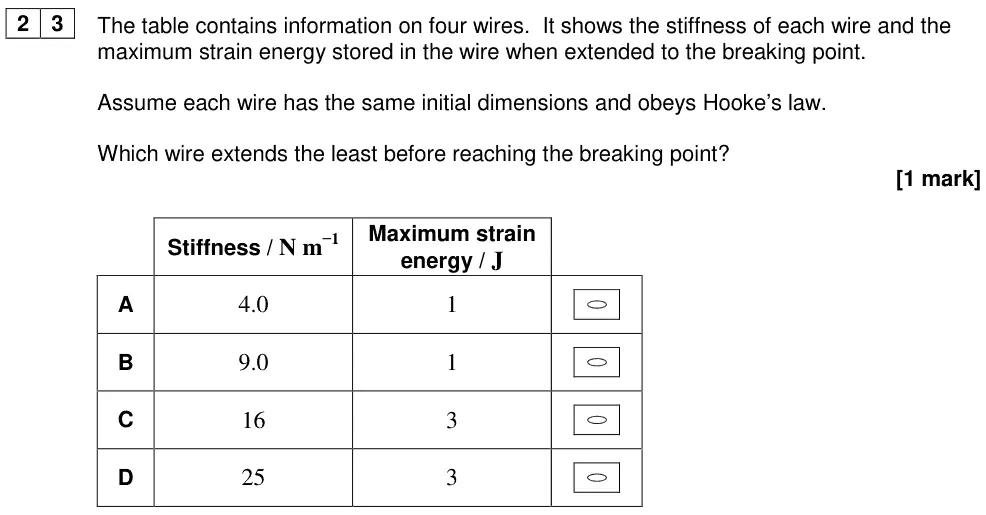 2 3 The table contains information on four wires. It shows the stiffness of each wire and the
maximum strain energy stored in the wire when extended to the breaking point.
Assume each wire has the same initial dimensions and obeys Hooke's law.
Which wire extends the least before reaching the breaking point?
[1 mark]
Stiffness / N m⁻¹ Maximum strain energy / J
A 4.0 1
B 9.0 1
C 16 3
D 25 3